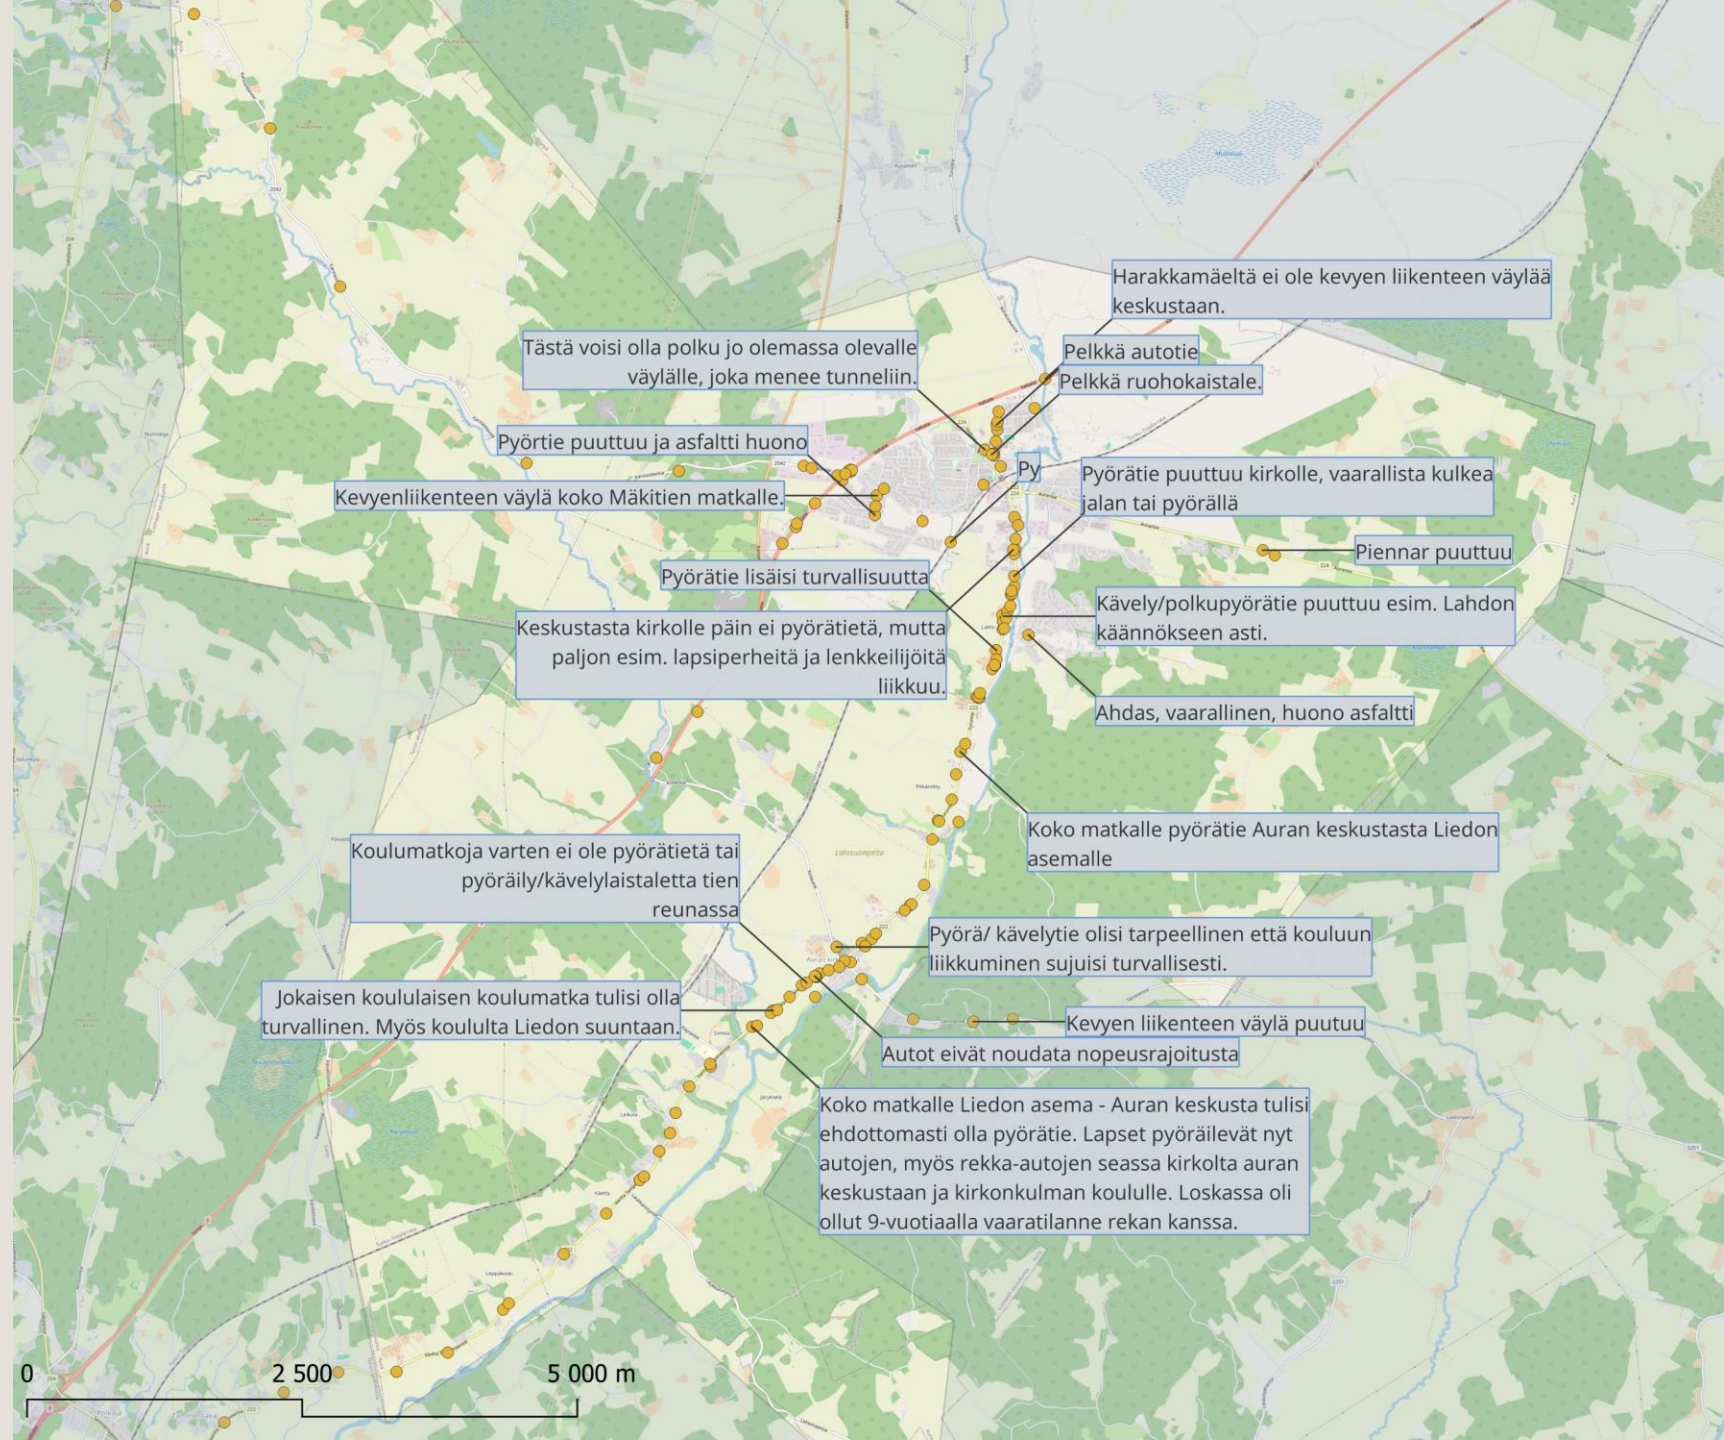 Harakkamäeltä ei ole kevyen liikenteen väylää
keskustaan.
Tästä voisi olla polku jo olemassa olevalle
väylälle, joka menee tunneliin.
Pelkkä autotie
Pelkkä ruohokaistale.
Pyörtie puuttuu ja asfaltti huono
Py
Pyörätie puuttuu kirkolle, vaarallista kulkea
jalan tai pyörällä
Kevyenliikenteen väylä koko Mäkitien matkalle.
Piennar puuttuu
Pyörätie lisäisi turvallisuutta
Kävely/polkupyörätie puuttuu esim. Lahdon
käännökseen asti.
Keskustasta kirkolle päin ei pyörätietä, mutta
paljon esim. lapsiperheitä ja lenkkeilijöitä
liikkuu.
Ahdas, vaarallinen, huono asfaltti
Koko matkalle pyörätie Auran keskustasta Liedon
asemalle
Koulumatkoja varten ei ole pyörätietä tai
pyöräily/kävelylaistaletta tien
reunassa
Pyörä/ kävelytie olisi tarpeellinen että kouluun
liikkuminen sujuisi turvallisesti.
Jokaisen koululaisen koulumatka tulisi olla
turvallinen. Myös koululta Liedon suuntaan.
Kevyen liikenteen väylä puutuu
Autot eivät noudata nopeusrajoitusta
Koko matkalle Liedon asema - Auran keskusta tulisi
ehdottomasti olla pyörätie. Lapset pyöräilevät nyt
autojen, myös rekka-autojen seassa kirkolta auran
keskustaan ja kirkonkulman koululle. Loskassa oli
ollut 9-vuotiaalla vaaratilanne rekan kanssa.
0 2 500 5 000 m